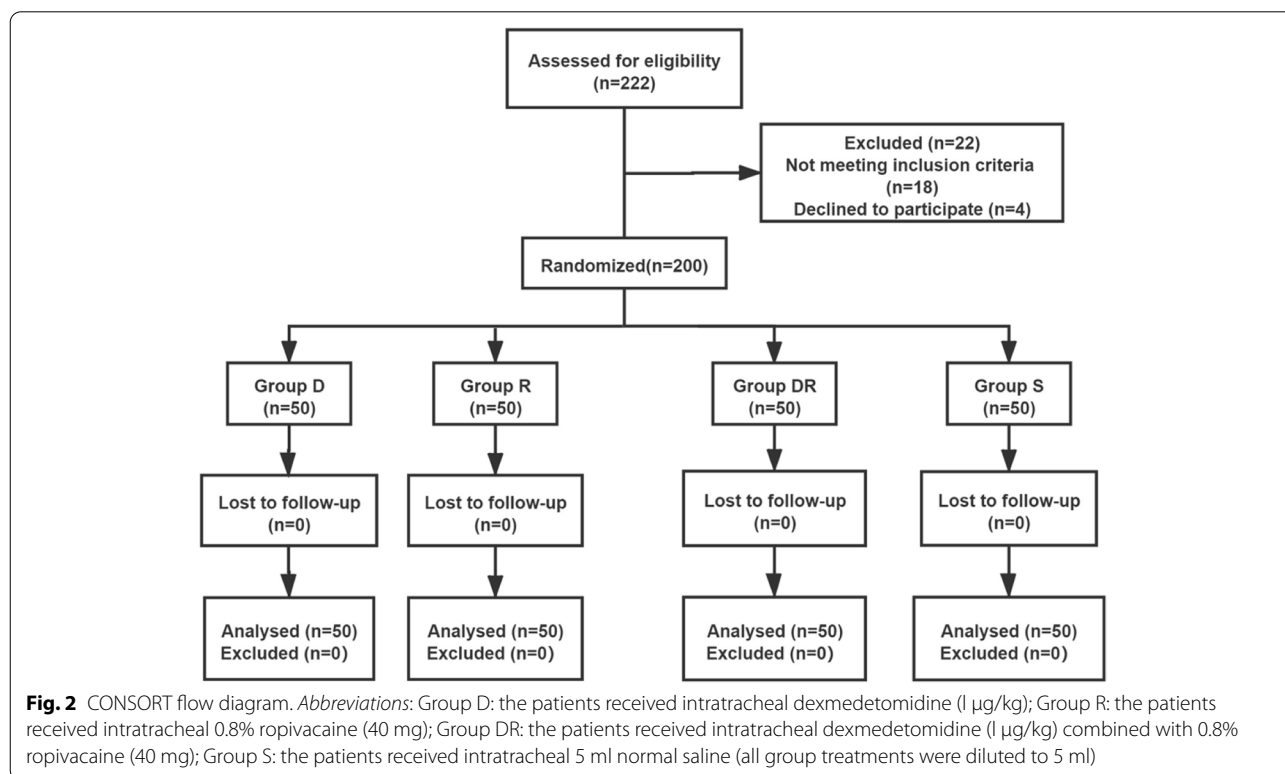 Assessed for eligibility
(n=222)
Excluded (n=22)
Not meeting inclusion criteria
(n=18)
Declined to participate (n=4)
Randomized(n=200)
Group D
(n=50)
Group R
(n=50)
Group DR
(n=50)
Group S
(n=50)
Lost to follow-up
(n=0)
Lost to follow-up
(n=0)
Lost to follow-up
(n=0)
Lost to follow-up
(n=0)
Analysed (n=50)
Excluded (n=0)
Analysed (n=50)
Excluded (n=0)
Analysed (n=50)
Excluded (n=0)
Analysed (n=50)
Excluded (n=0)
Fig. 2 CONSORT flow diagram. Abbreviations: Group D: the patients received intratracheal dexmedetomidine (l μg/kg); Group R: the patients
received intratracheal 0.8% ropivacaine (40 mg); Group DR: the patients received intratracheal dexmedetomidine (l μg/kg) combined with 0.8%
ropivacaine (40 mg); Group S: the patients received intratracheal 5 ml normal saline (all group treatments were diluted to 5 ml)